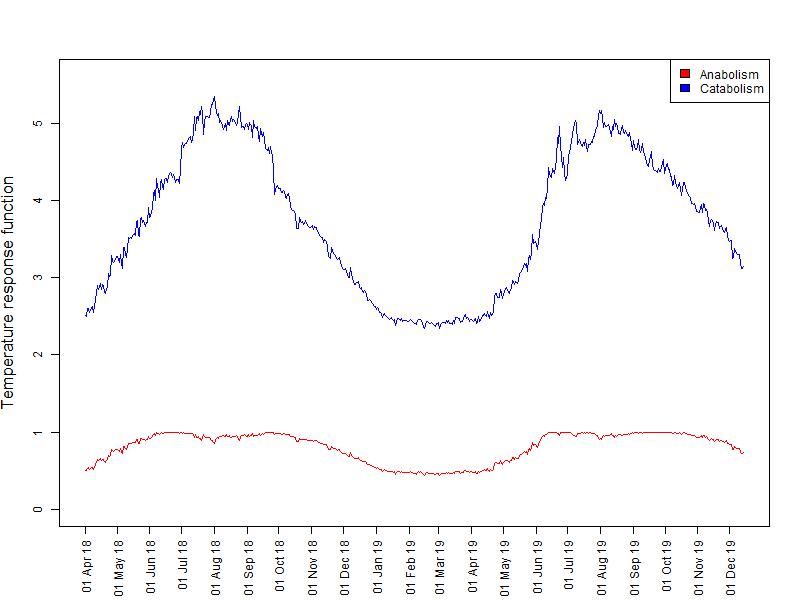 Anabolism
Catabolism
Temperature response function
5
4
3
2
1
0
01 Apr 18
01 May 18
01 Jun 18
01 Jul 18
01 Aug 18
01 Sep 18
01 Oct 18
01 Nov 18
01 Dec 18
01 Jan 19
01 Feb 19
01 Mar 19
01 Apr 19
01 May 19
01 Jun 19
01 Jul 19
01 Aug 19
01 Sep 19
01 Oct 19
01 Nov 19
01 Dec 19